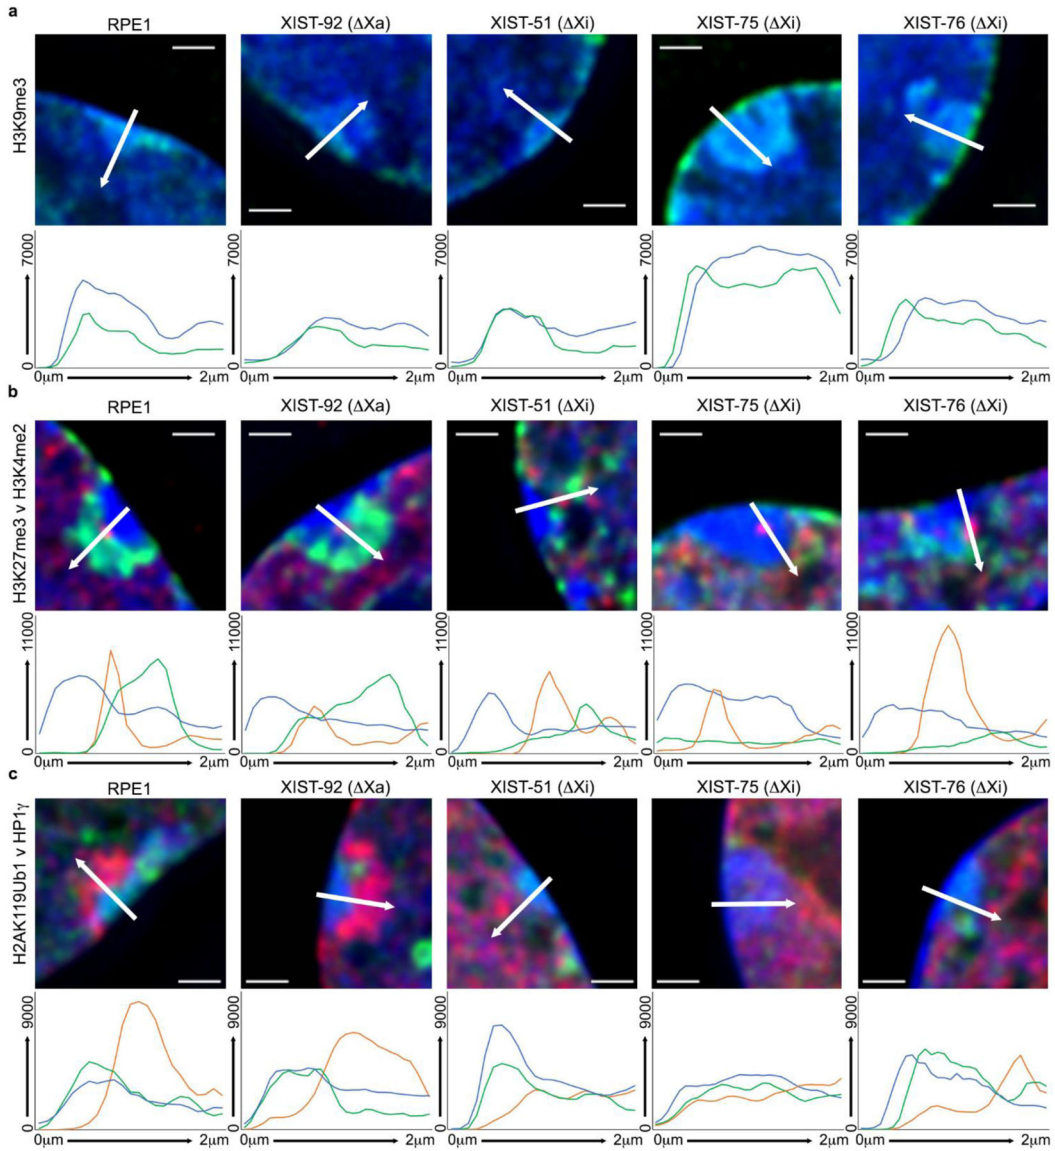 a
RPE1 XIST-92 (ΔXa) XIST-51 (ΔXi) XIST-75 (ΔXi) XIST-76 (ΔXi)
H3K9me3
7000 7000 7000 7000 7000
0 0 0 0 0
0µm 2µm 0µm 2µm 0µm 2µm 0µm 2µm 0µm 2µm
b
RPE1 XIST-92 (ΔXa) XIST-51 (ΔXi) XIST-75 (ΔXi) XIST-76 (ΔXi)
H3K27me3 v H3K4me2
11000 11000 11000 11000 11000
0 0 0 0 0
0µm 2µm 0µm 2µm 0µm 2µm 0µm 2µm 0µm 2µm
c
RPE1 XIST-92 (ΔXa) XIST-51 (ΔXi) XIST-75 (ΔXi) XIST-76 (ΔXi)
H2AK119Ub1 v HP1γ
9000 9000 9000 9000 9000
0 0 0 0 0
0µm 2µm 0µm 2µm 0µm 2µm 0µm 2µm 0µm 2µm